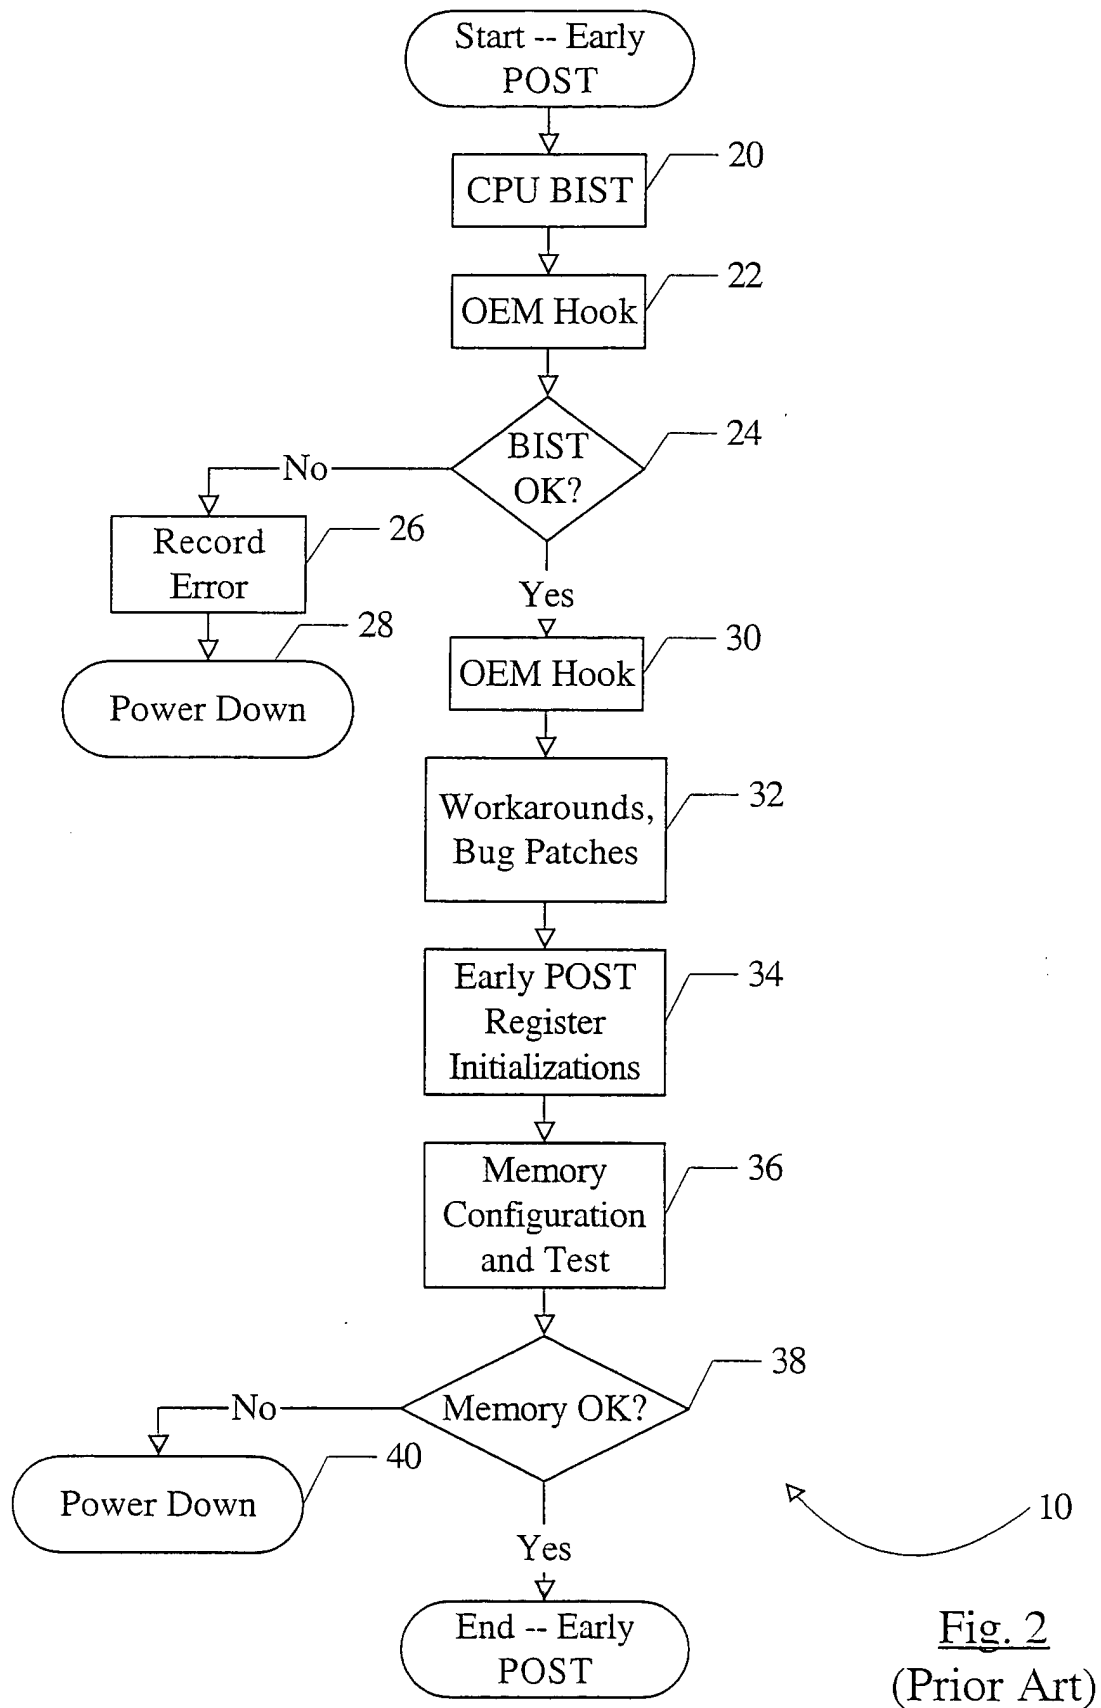 Start -- Early
POST
20
CPU BIST
22
OEM Hook
24
BIST
OK?
No
26
Record
Error
Yes
28
30
OEM Hook
Power Down
32
Workarounds,
Bug Patches
34
Early POST
Register
Initializations
36
Memory
Configuration
and Test
38
Memory OK?
No
40
Power Down
10
Yes
End -- Early
POST
Fig. 2
(Prior Art)